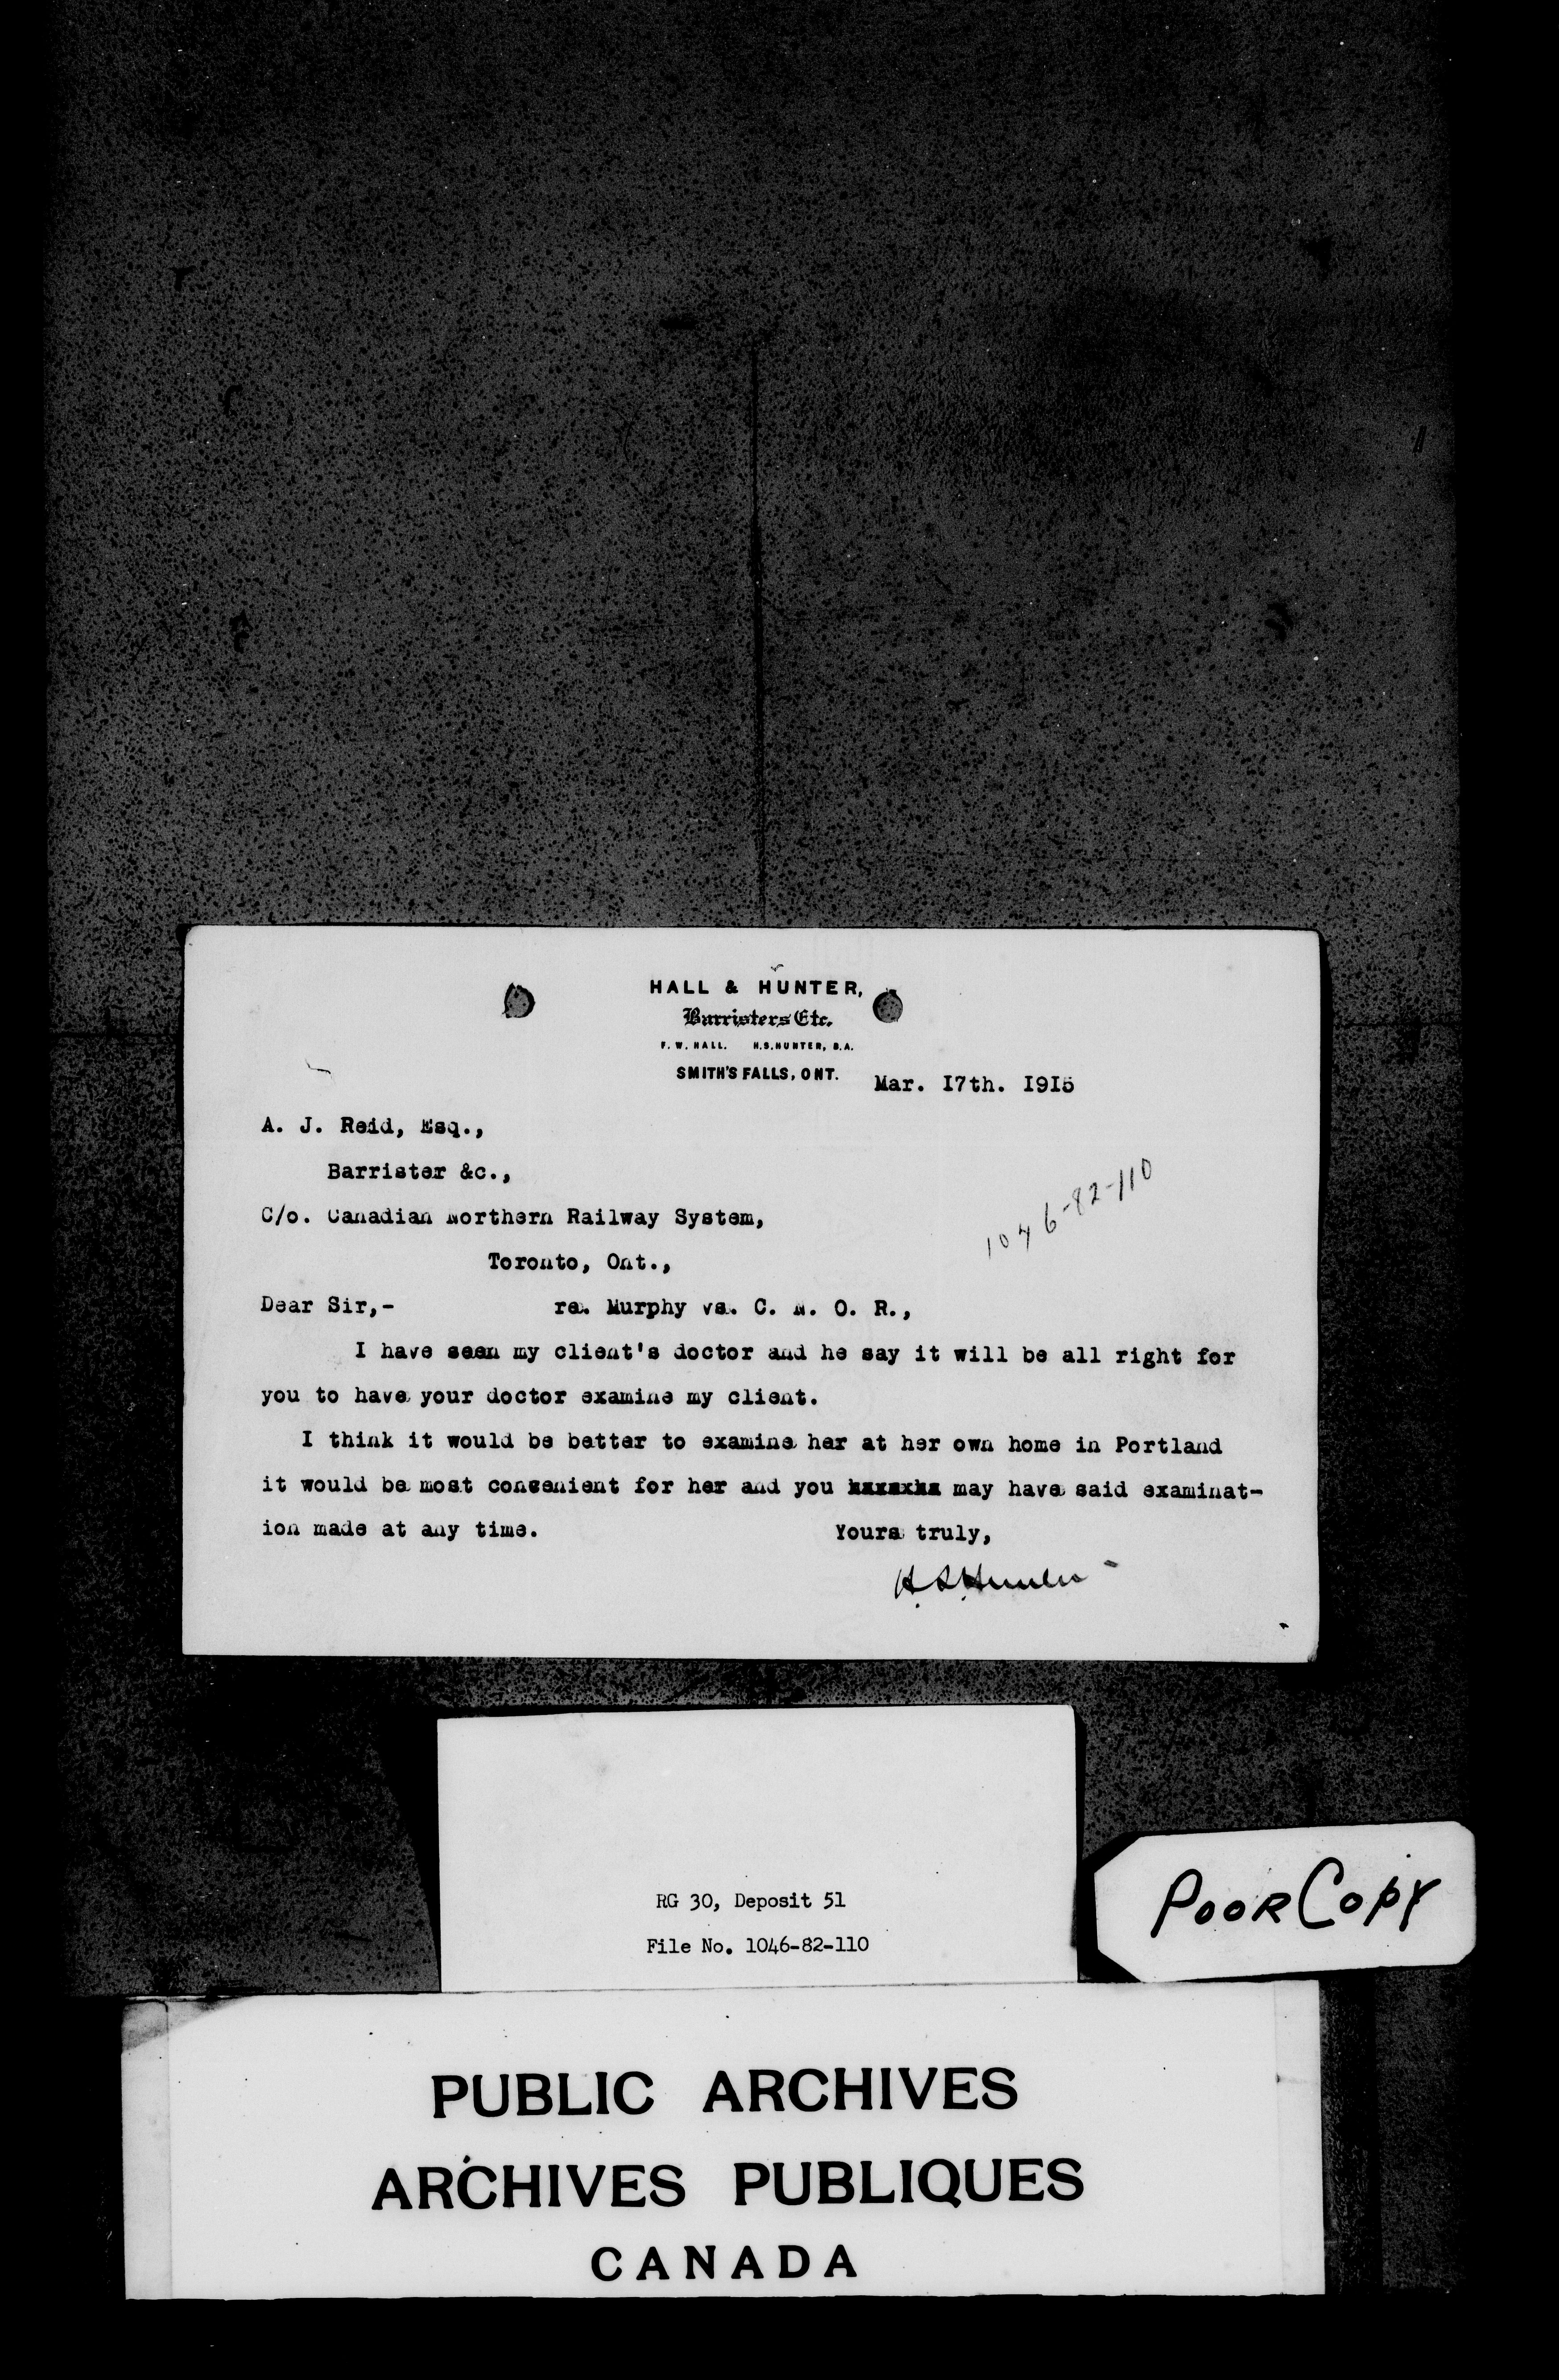 HALL & HUNTER,
Barristers Etc.
F. W. HALL. H.S. HUNTER, B.A.
SMITH'S FALLS, ONT.
Mar. I7th. I9I5
A. J. Reid, Esq.,
Barrister &c.,
C/o. Canadian Northern Railway System,
1046-82-110
Toronto, Ont.,
Dear Sir,- re. Murphy vs. C. N. O. R.,
I have seen my client's doctor and he say it will be all right for
you to have your doctor examine my client.
I think it would be better to examine her at her own home in Portland
it would be most convenient for her and you may have said examinat-
ion made at any time. Yours truly,
H. S. Hunter
RG 30, Deposit 51
File No. 1046-82-110
POOR COPY
PUBLIC ARCHIVES
ARCHIVES PUBLIQUES
CANADA